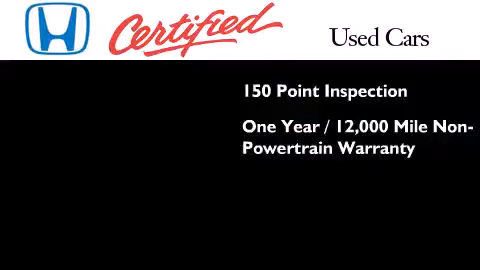 Certified Used Cars
150 Point Inspection
One Year / 12,000 Mile Non-
Powertrain Warranty